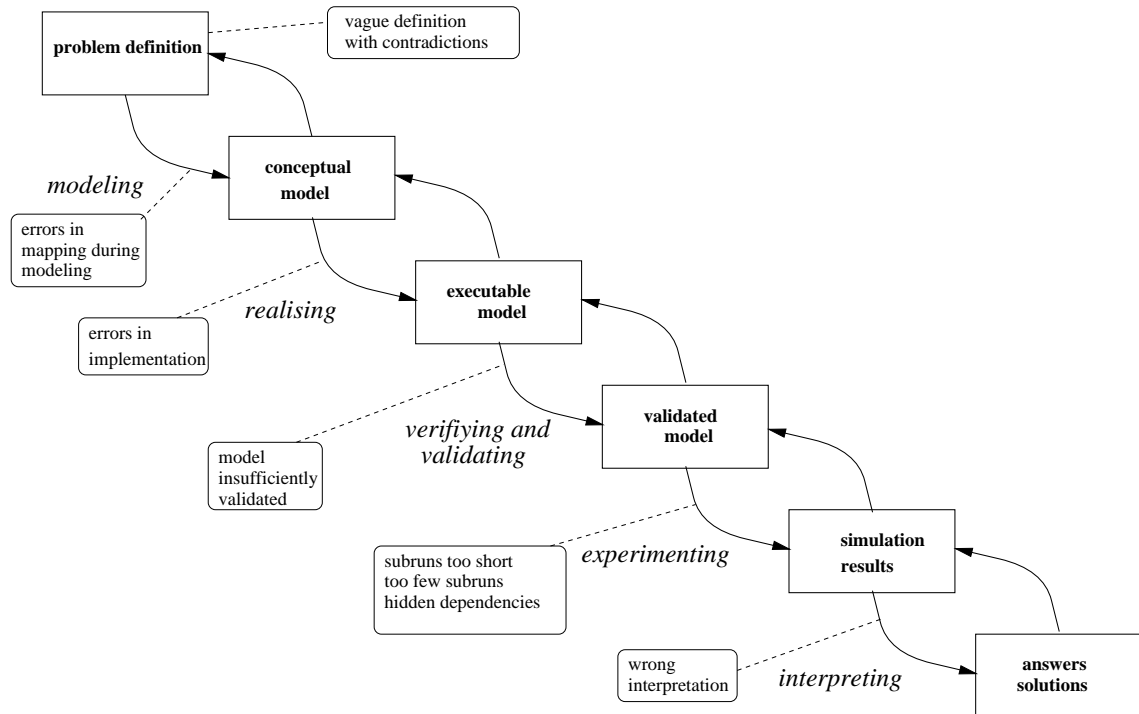 vague definition
with contradictions
problem definition
conceptual
model
modeling
errors in
mapping during
modeling
executable
model
realising
errors in
implementation
validated
model
verifiying and
validating
model
insufficiently
validated
simulation
results
experimenting
subruns too short
too few subruns
hidden dependencies
answers
solutions
interpreting
wrong
interpretation